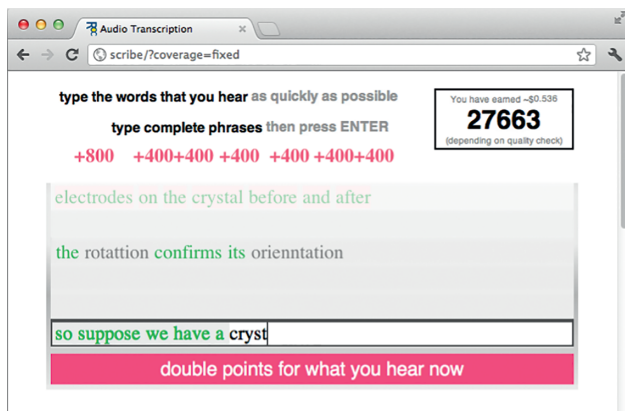 Audio Transcription
scribe/?coverage=fixed
type the words that you hear as quickly as possible
type complete phrases then press ENTER
+800 +400+400 +400 +400 +400+400
You have earned ~$0.536
27663
(depending on quality check)
electrodes on the crystal before and after
the rotattion confirms its orienntation
so suppose we have a cryst
double points for what you hear now